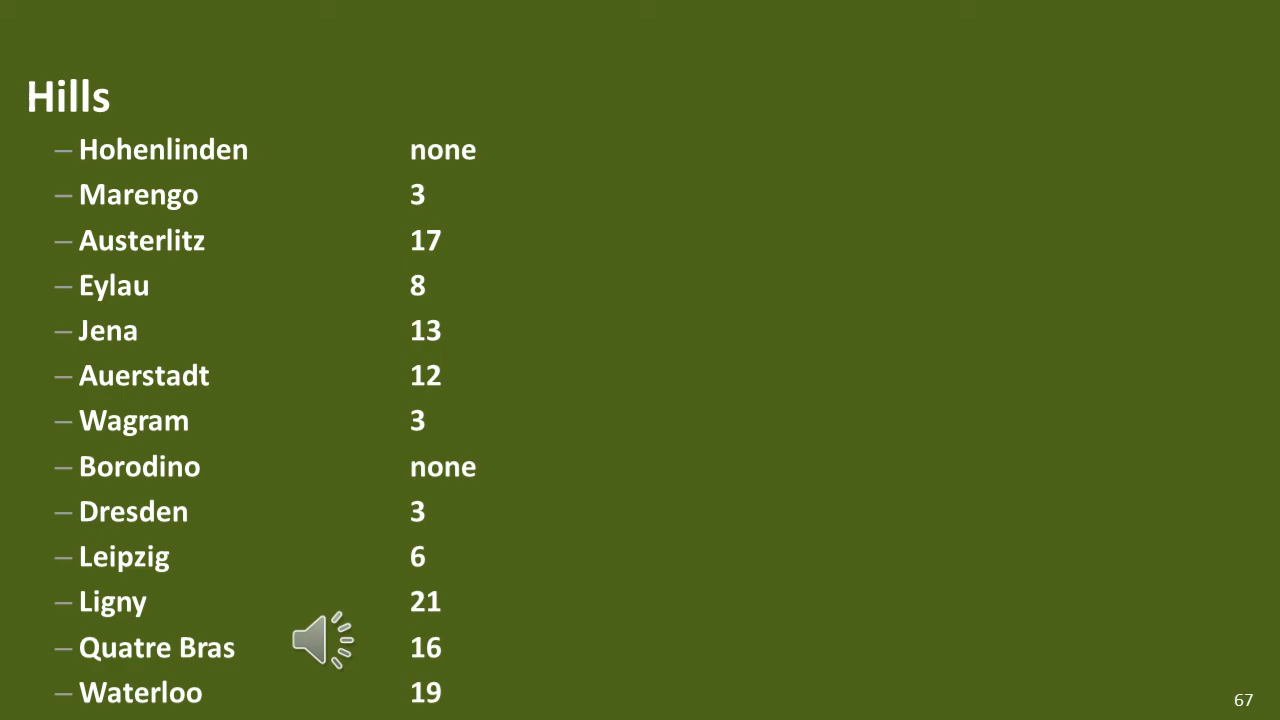 Hills
– Hohenlinden none
– Marengo 3
– Austerlitz 17
– Eylau 8
– Jena 13
– Auerstadt 12
– Wagram 3
– Borodino none
– Dresden 3
– Leipzig 6
– Ligny 21
– Quatre Bras 16
– Waterloo 19
67